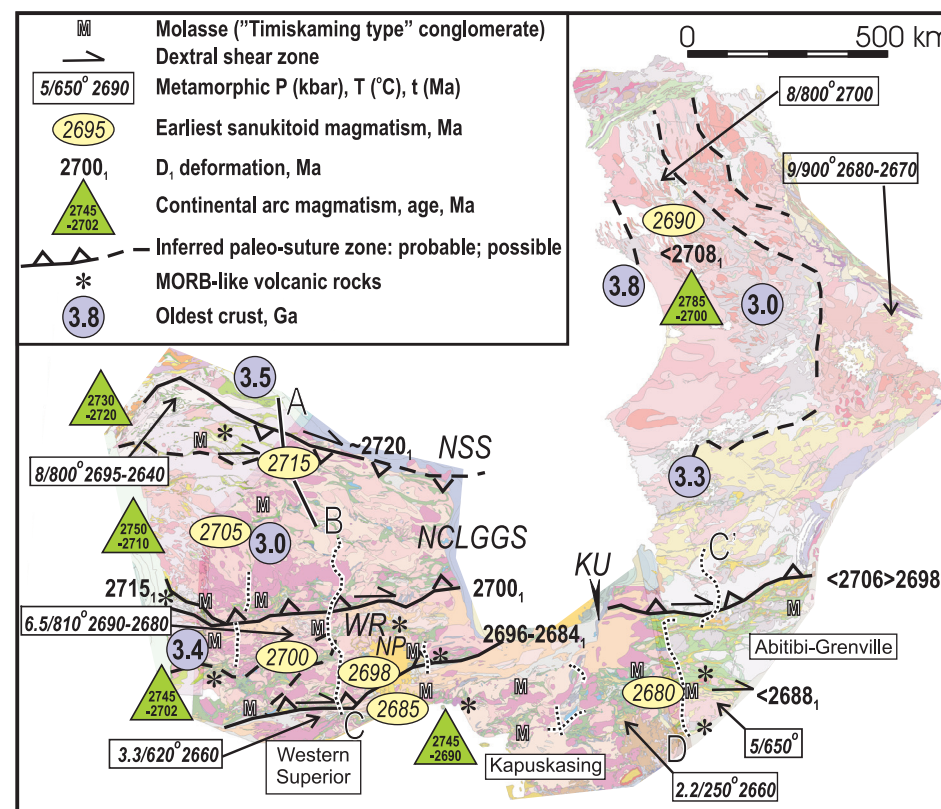 M Molasse ("Timiskaming type" conglomerate)
Dextral shear zone
5/650° 2690 Metamorphic P (kbar), T (°C), t (Ma)
2695 Earliest sanukitoid magmatism, Ma
2700₁ D₁ deformation, Ma
2745
-2702 Continental arc magmatism, age, Ma
Inferred paleo-suture zone: probable; possible
* MORB-like volcanic rocks
3.8 Oldest crust, Ga
0 500 km
8/800° 2700
9/900° 2680-2670
2690
<2708₁
3.8
2785
-2700
3.0
3.3
3.5
2730
-2720
A
M *
~2720₁
NSS
2715
8/800° 2695-2640
M
B
2750
-2710
2705
3.0
NCLGGS
C'
KU
2715₁
*
M
M
2700₁
<2706>2698
6.5/810° 2690-2680
M
M
WR *
M
3.4
2700
NP
M
2696-2684₁
Abitibi-Grenville
*
2698
*
M
M
*
2745
-2702
2680
M
<2688₁
M
2685
M
*
M
C
*
3.3/620° 2660
Western
Superior
2745
-2690
M
Kapuskasing
D
5/650°
2.2/250° 2660